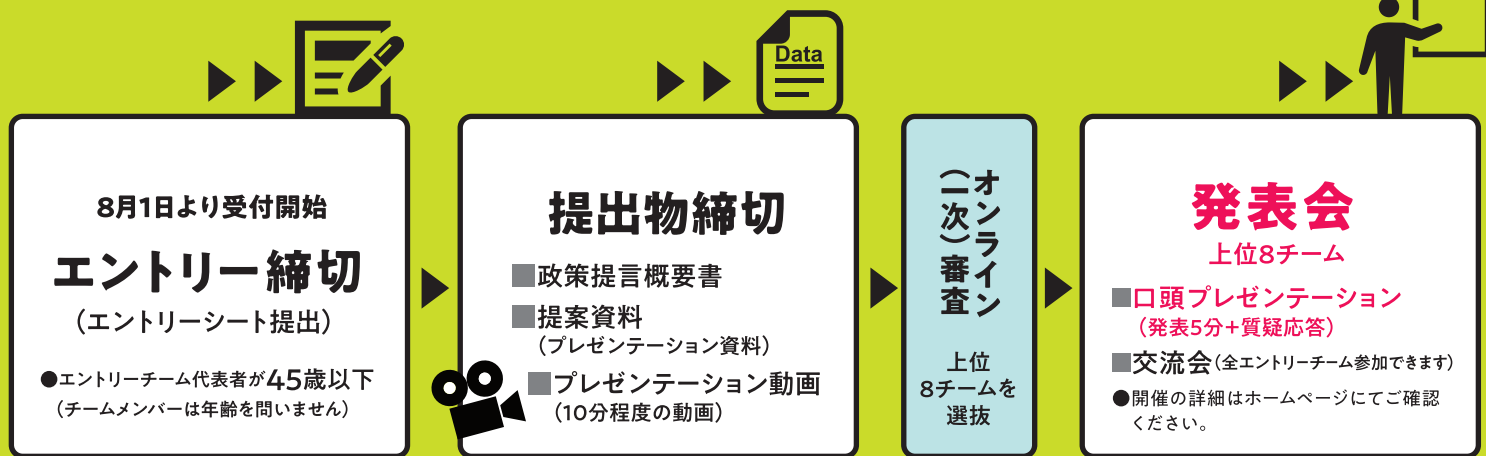 8月1日より受付開始
エントリー締切
（エントリーシート提出）
●エントリーチーム代表者が45歳以下
（チームメンバーは年齢を問いません）
Data
提出物締切
■政策提言概要書
■提案資料
（プレゼンテーション資料）
■プレゼンテーション動画
（10分程度の動画）
オンライン
（一次）審査
上位
8チームを
選抜
発表会
上位8チーム
■口頭プレゼンテーション
（発表5分+質疑応答）
■交流会（全エントリーチーム参加できます）
●開催の詳細はホームページにてご確認
ください。